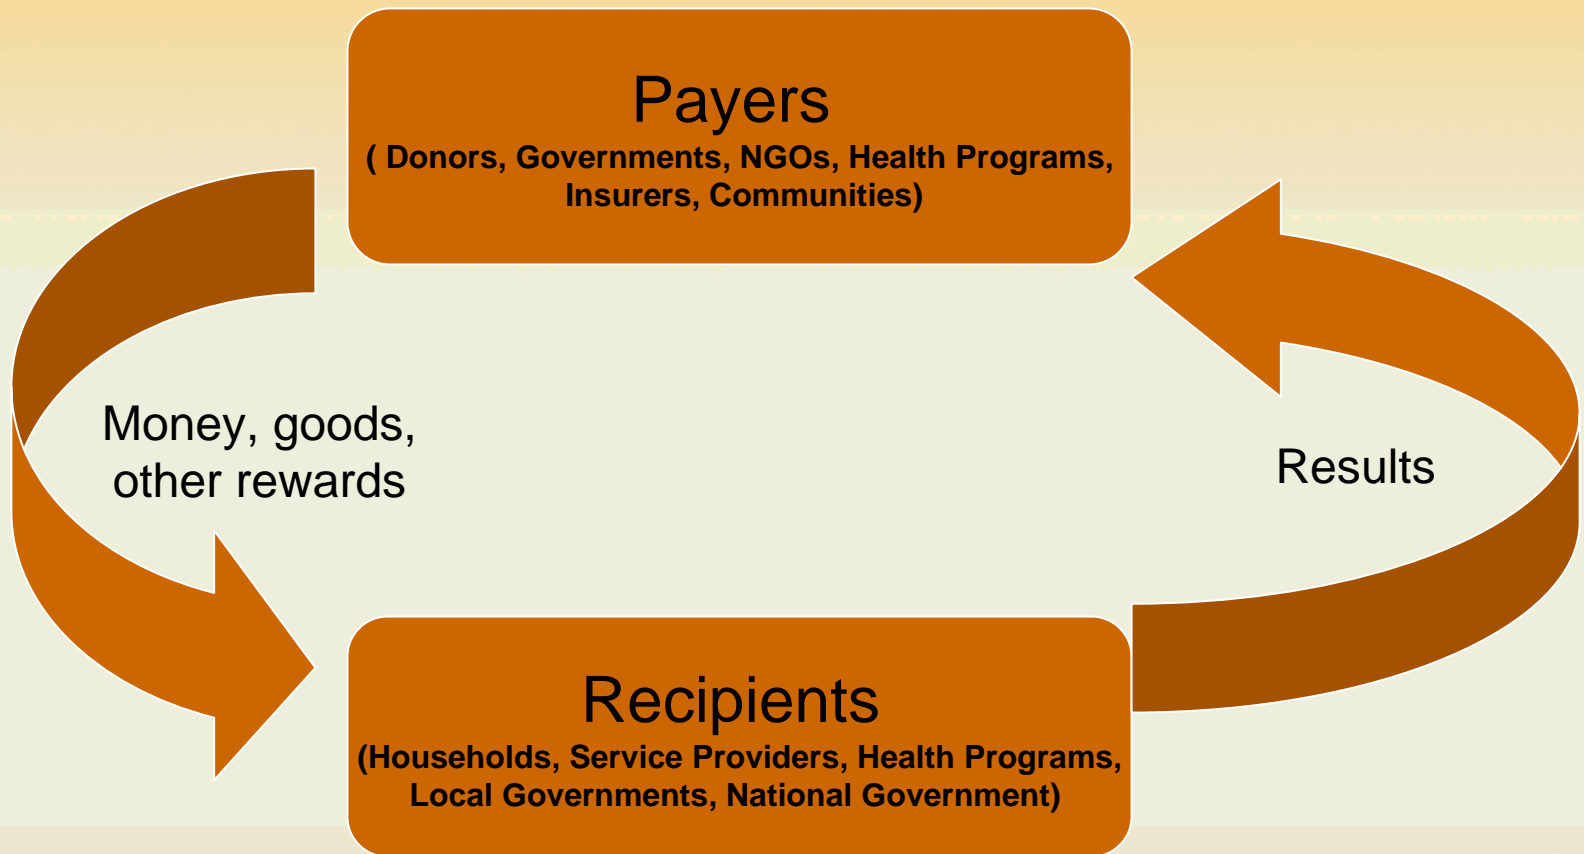 Payers
( Donors, Governments, NGOs, Health Programs,
Insurers, Communities)
Money, goods,
other rewards
Results
Recipients
(Households, Service Providers, Health Programs,
Local Governments, National Government)